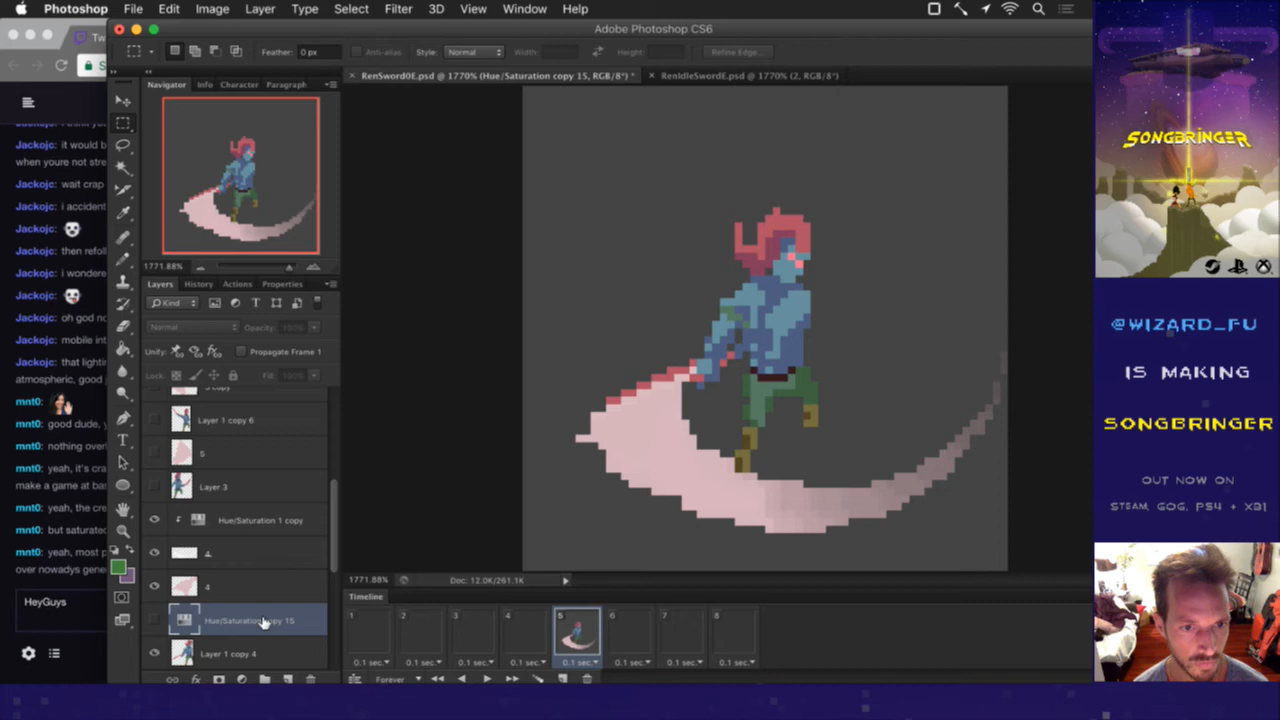 Photoshop File Edit Image Layer Type Select Filter 3D View Window Help
Adobe Photoshop CS6
Tw
S
Feather: 0 px Anti-alias Style: Normal Width: Height: Refine Edge...
RenSword0E.psd @ 1770% (Hue/Saturation copy 15, RGB/8*) *
RenIdleSwordE.psd @ 1770% (2, RGB/8*)
Navigator Info Character Paragraph
1771.88%
Layers History Actions Properties
Kind
Normal Opacity: 100%
Unify: Propagate Frame 1
Lock: Fill: 100%
Layer 1 copy 6
5
Layer 3
Hue/Saturation 1 copy
4
4
Hue/Saturation copy 15
Layer 1 copy 4
Jackojc:
Jackojc: it would b
when youre not stre
Jackojc: wait crap
Jackojc: i accident
Jackojc:
Jackojc: then refoll
Jackojc: i wondere
Jackojc:
Jackojc: oh god no
Jackojc: mobile int
Jackojc: that lightin
atmospheric, good j
mnt0:
mnt0: good dude, y
mnt0: nothing over
mnt0: yeah, it's cra
make a game at bas
mnt0: yeah, the cre
mnt0: but saturated
mnt0: yeah, most p
over nowadys gene
HeyGuys
1771.88% Doc: 12.0K/261.1K
Timeline
1 2 3 4 5 6 7 8
0.1 sec. 0.1 sec. 0.1 sec. 0.1 sec. 0.1 sec. 0.1 sec. 0.1 sec. 0.1 sec.
Forever
SONGBRINGER
@WIZARD_FU
IS MAKING
SONGBRINGER
OUT NOW ON
STEAM, GOG, PS4 + XB1